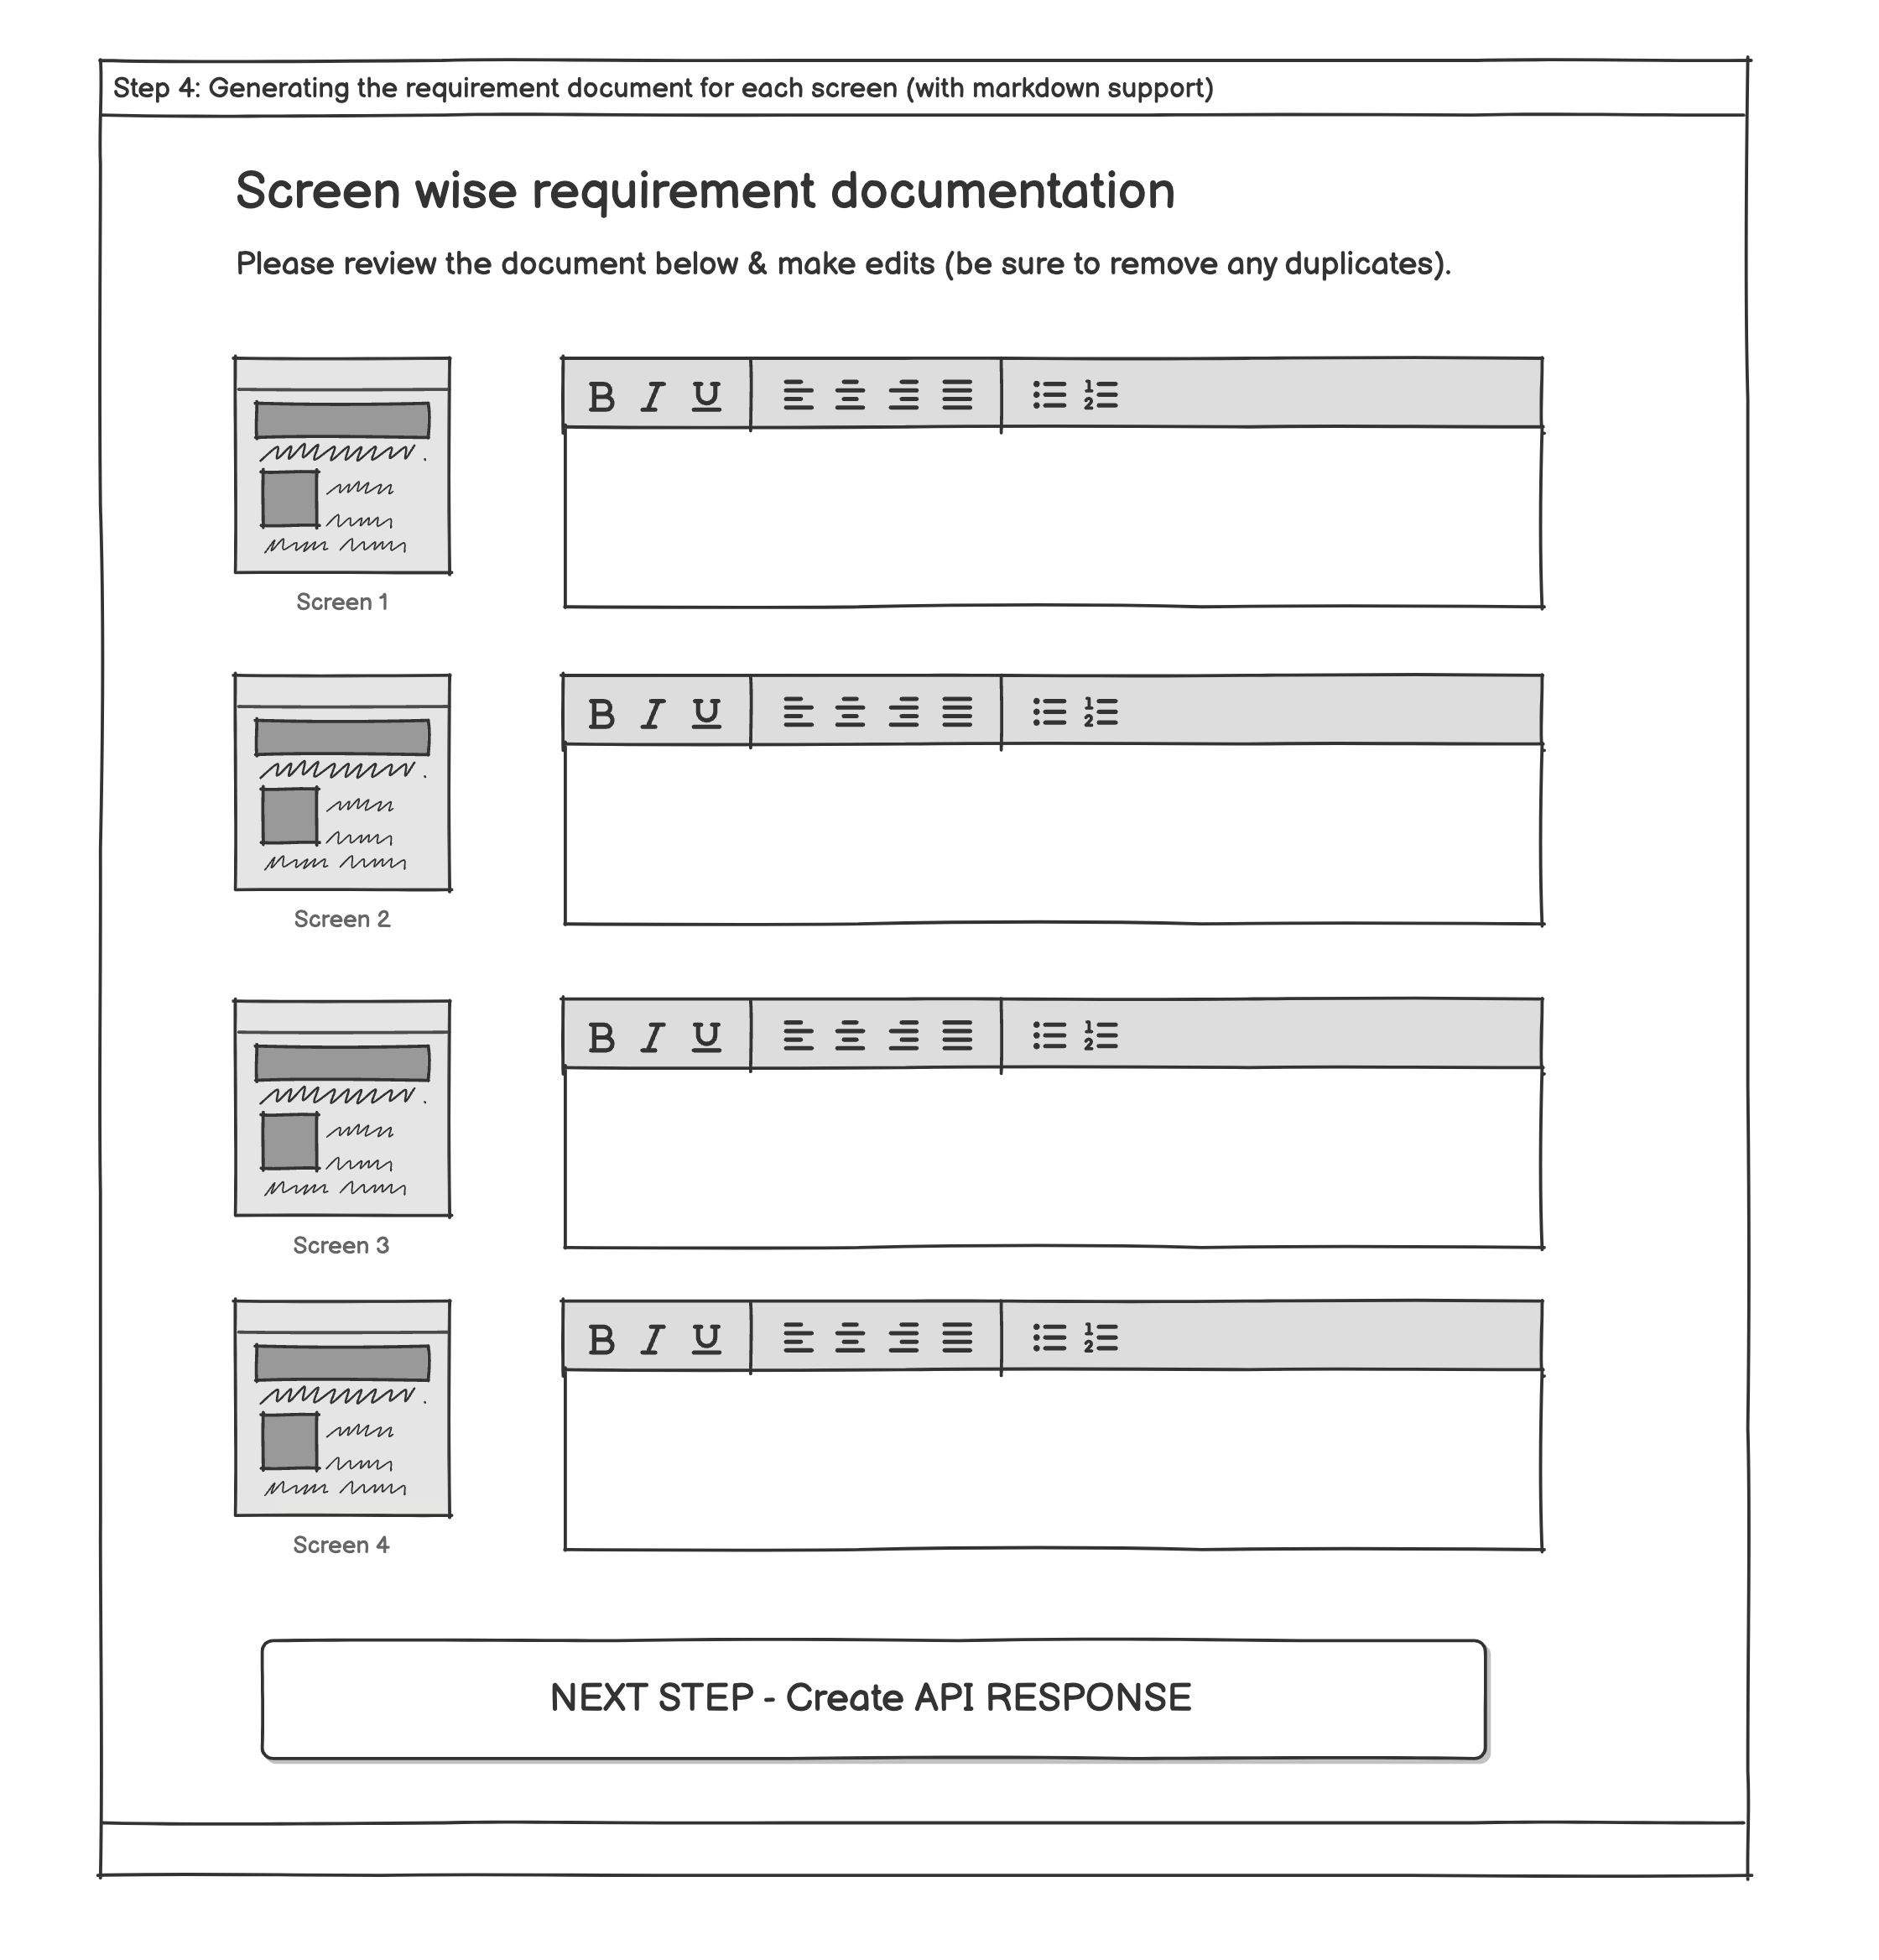 Step 4: Generating the requirement document for each screen (with markdown support)
Screen wise requirement documentation
Please review the document below & make edits (be sure to remove any duplicates).
B I U
Screen 1
B I U
Screen 2
B I U
Screen 3
B I U
Screen 4
NEXT STEP - Create API RESPONSE